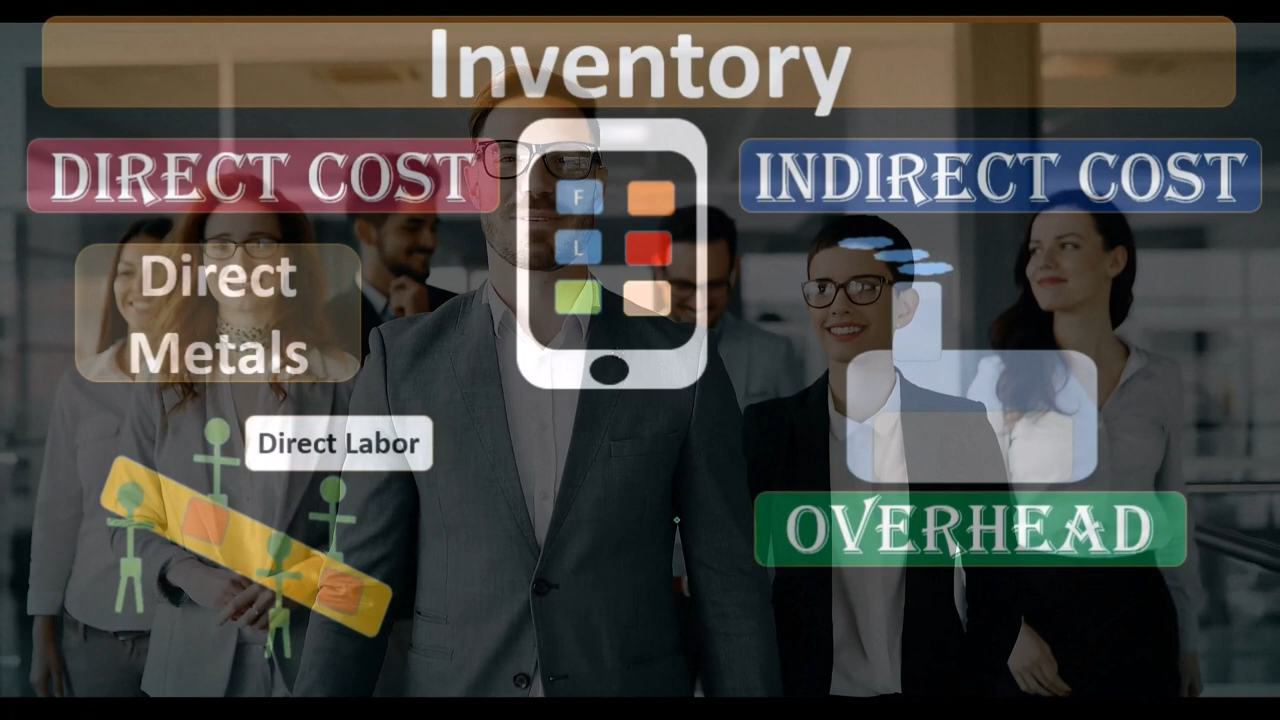 Inventory
DIRECT COST
INDIRECT COST
F
L
Direct
Metals
Direct Labor
OVERHEAD